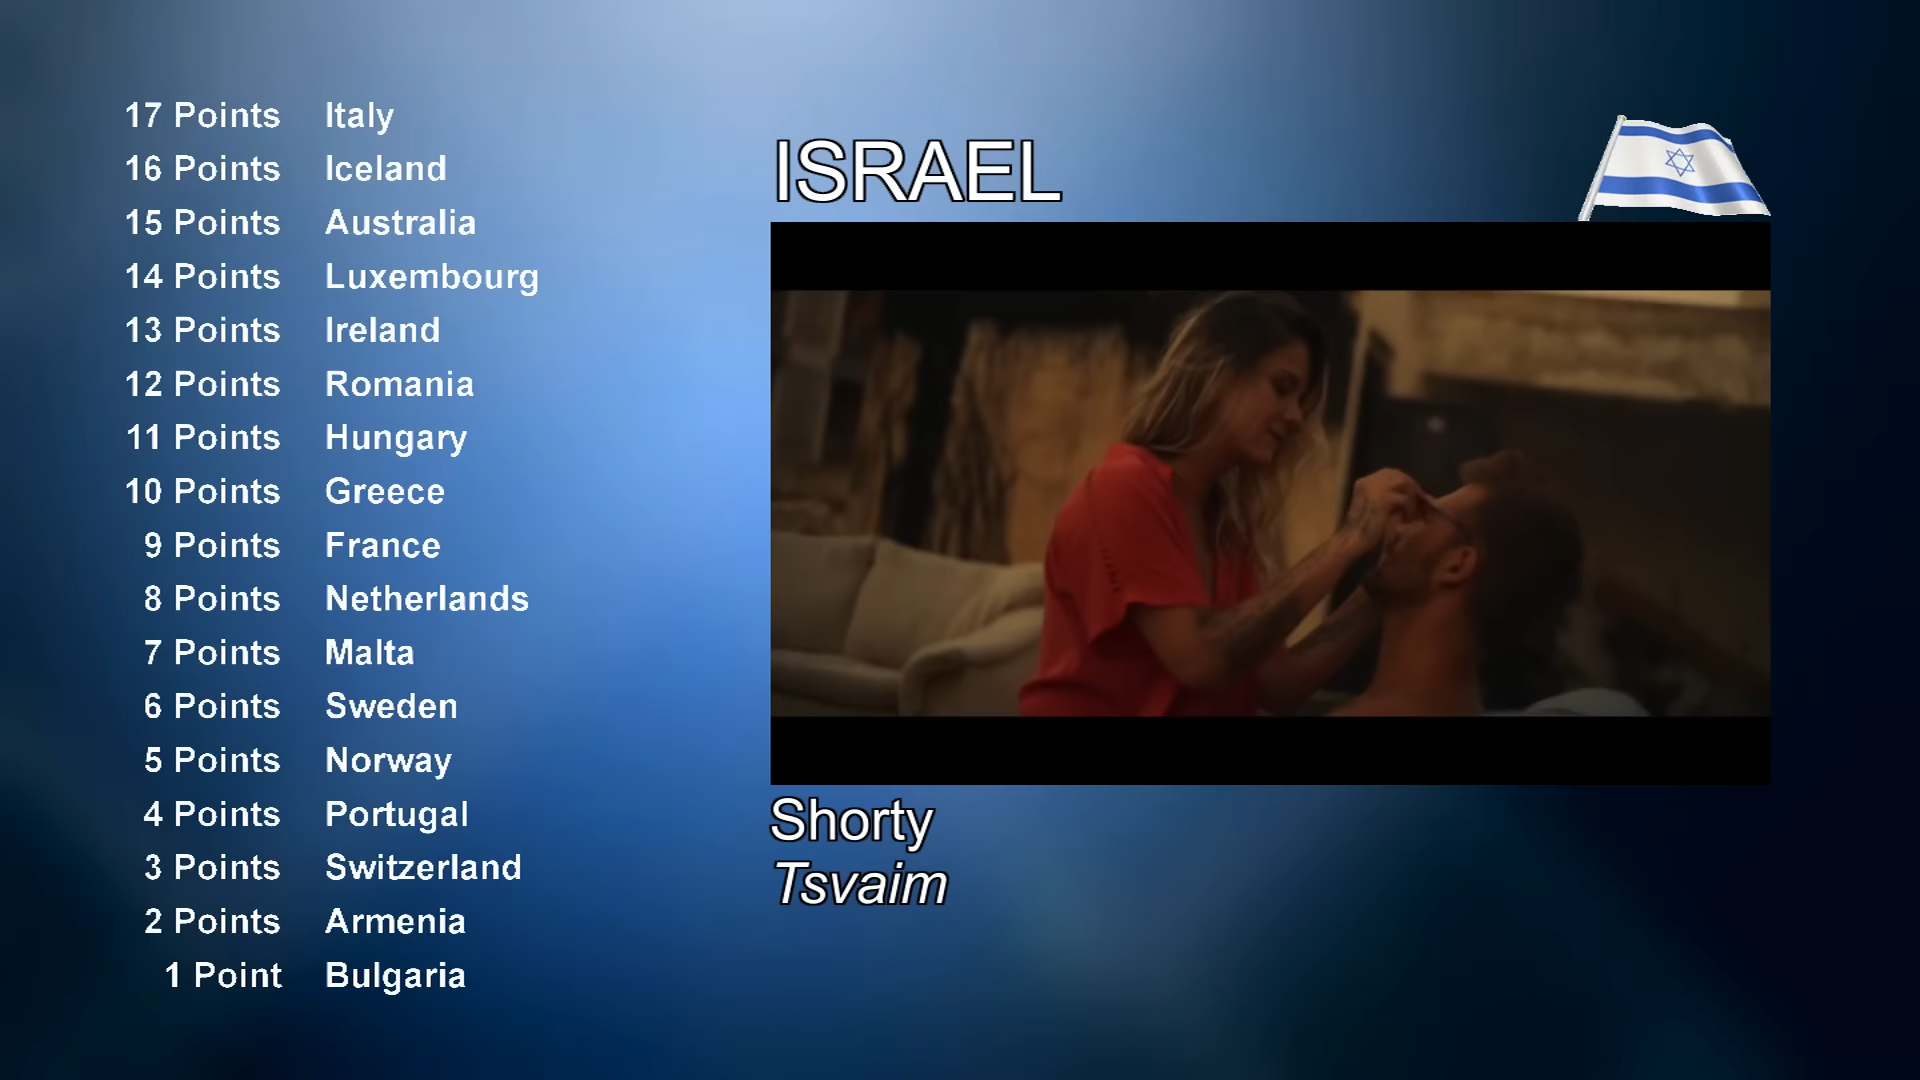 17 Points Italy
16 Points Iceland
15 Points Australia
14 Points Luxembourg
13 Points Ireland
12 Points Romania
11 Points Hungary
10 Points Greece
9 Points France
8 Points Netherlands
7 Points Malta
6 Points Sweden
5 Points Norway
4 Points Portugal
3 Points Switzerland
2 Points Armenia
1 Point Bulgaria
ISRAEL
Shorty
Tsvaim